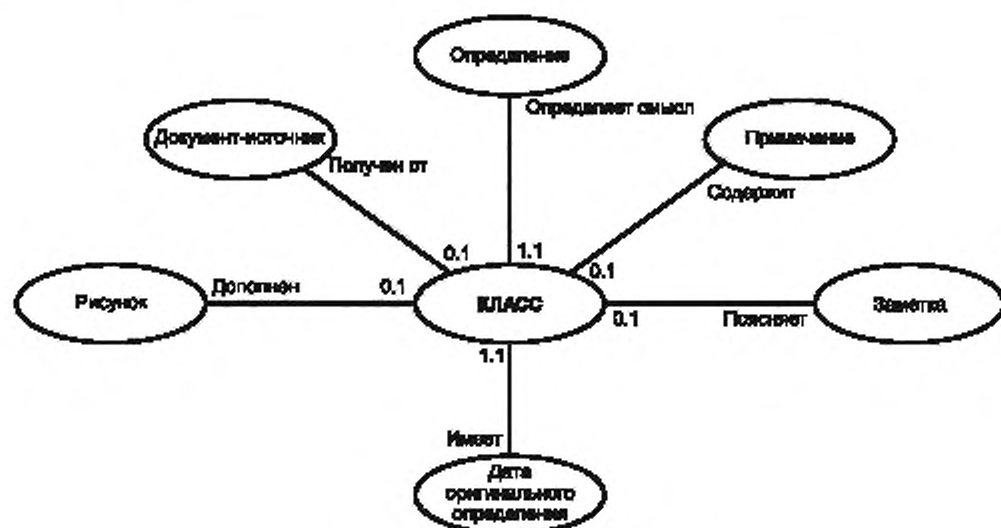 Определение
Определяет смысл
Документ-источник
Примечение
Получен от
Содержит
0.1
1.1
0.1
Рисунок
Дополнен
0.1
КЛАСС
0.1
Поясняет
Заметка
1.1
Имеет
Дата
оригинального
определения